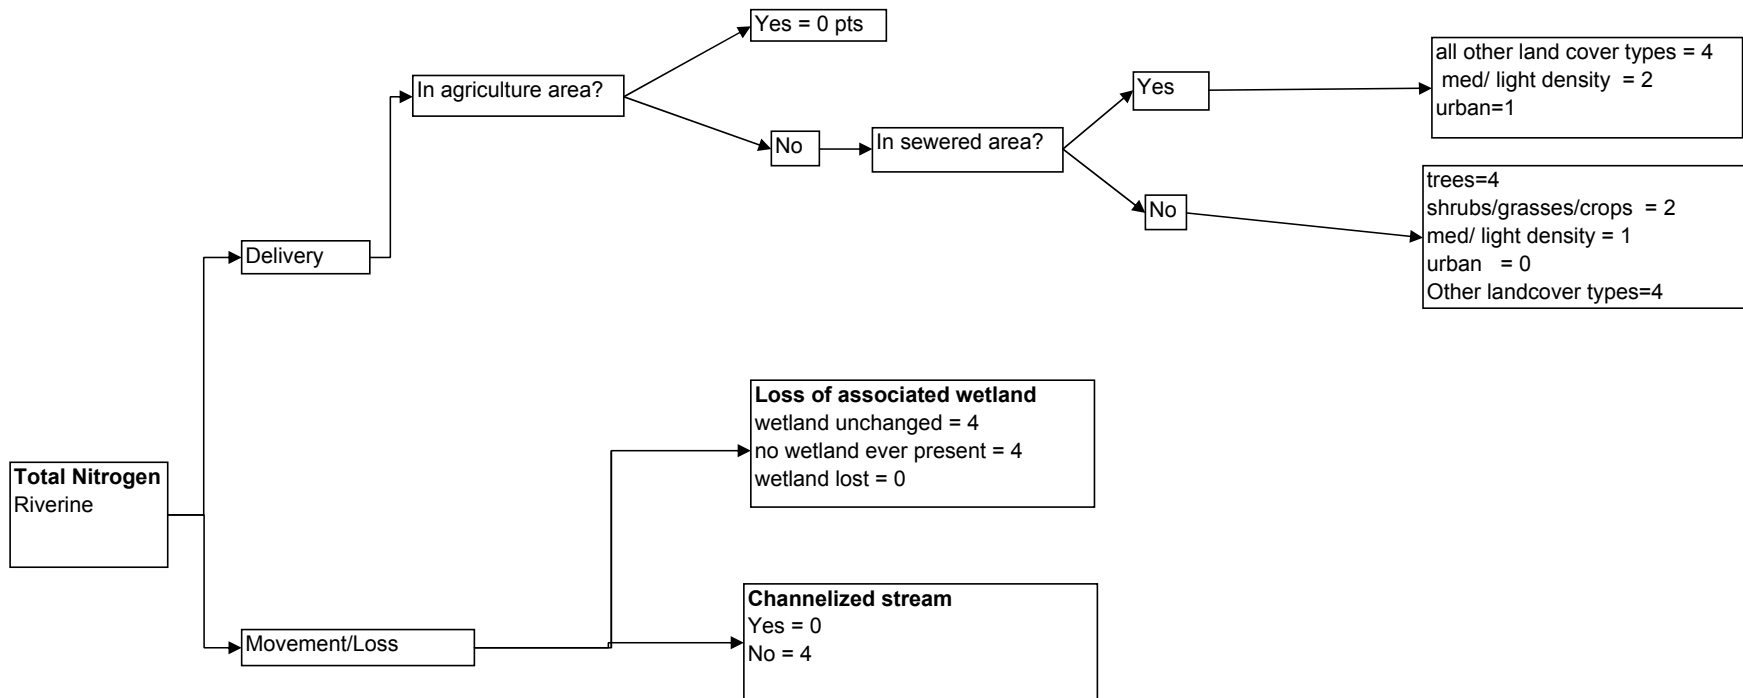 Yes = 0 pts
In agriculture area?
No
In sewered area?
Yes
all other land cover types = 4
med/ light density = 2
urban=1
No
trees=4
shrubs/grasses/crops = 2
med/ light density = 1
urban = 0
Other landcover types=4
Delivery
Loss of associated wetland
wetland unchanged = 4
no wetland ever present = 4
wetland lost = 0
Total Nitrogen
Riverine
Movement/Loss
Channelized stream
Yes = 0
No = 4